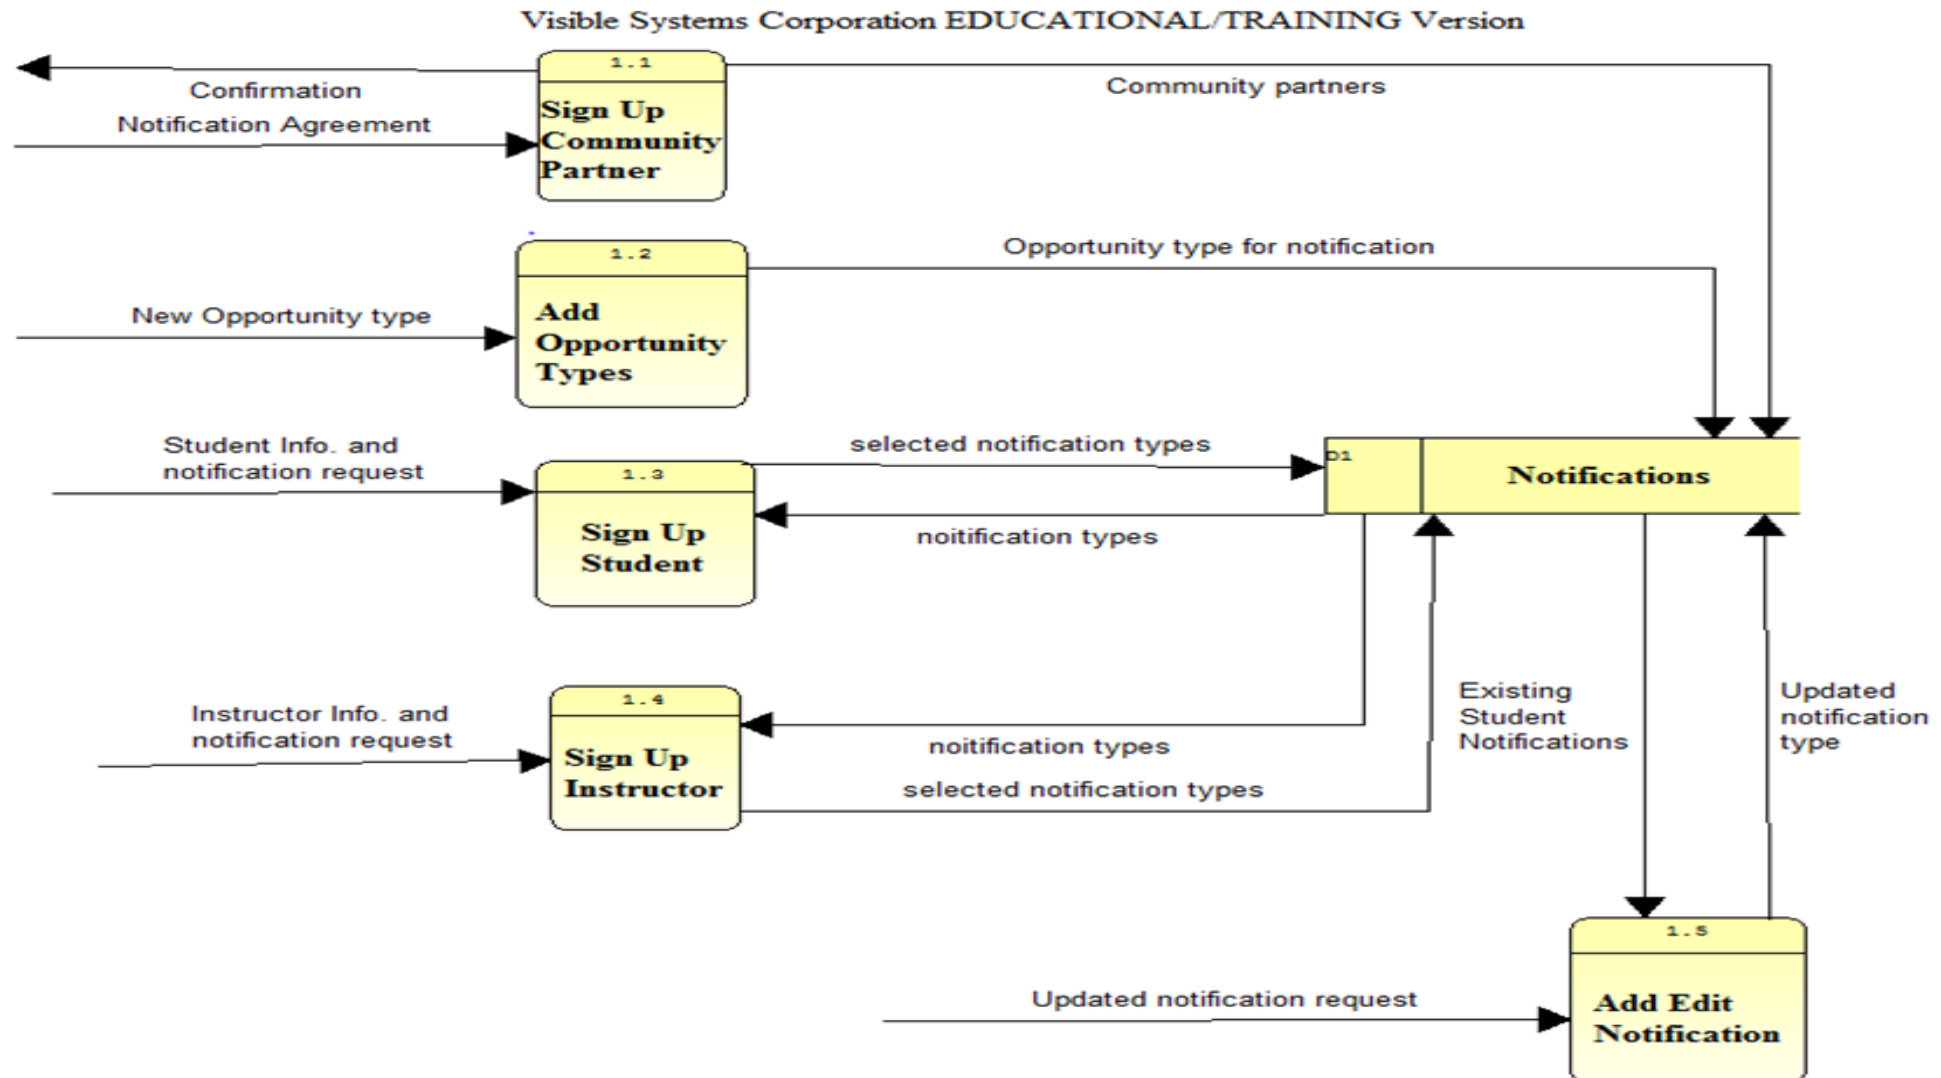 Visible Systems Corporation EDUCATIONAL/TRAINING Version
1.1
Sign Up
Community
Partner
Confirmation
Notification Agreement
Community partners
1.2
Add
Opportunity
Types
New Opportunity type
Opportunity type for notification
Student Info. and
notification request
1.3
Sign Up
Student
selected notification types
noitification types
D1
Notifications
Instructor Info. and
notification request
1.4
Sign Up
Instructor
noitification types
selected notification types
Existing
Student
Notifications
Updated
notification
type
Updated notification request
1.5
Add Edit
Notification